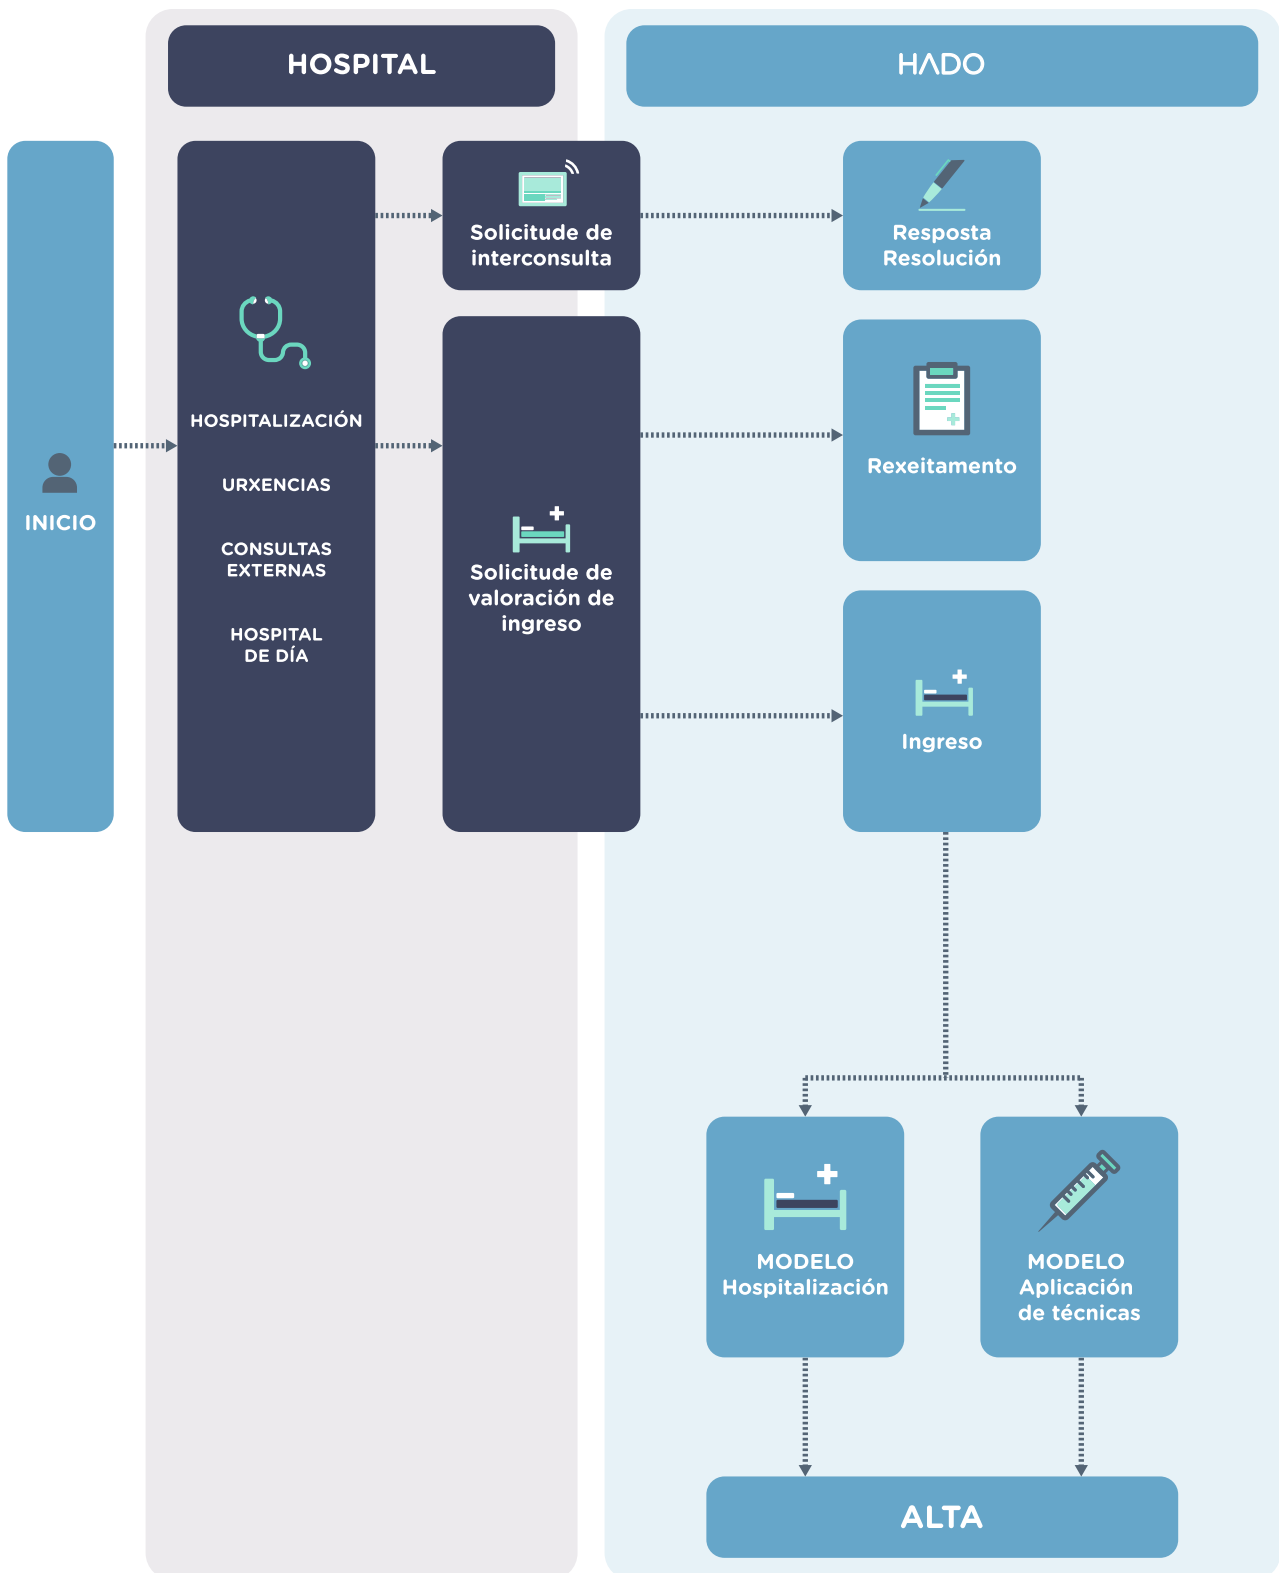 HOSPITAL
HADO
INICIO
HOSPITALIZACIÓN
URXENCIAS
CONSULTAS
EXTERNAS
HOSPITAL
DE DÍA
Solicitude de
interconsulta
Resposta
Resolución
Solicitude de
valoración de
ingreso
Rexeitamento
Ingreso
MODELO
Hospitalización
MODELO
Aplicación
de técnicas
ALTA